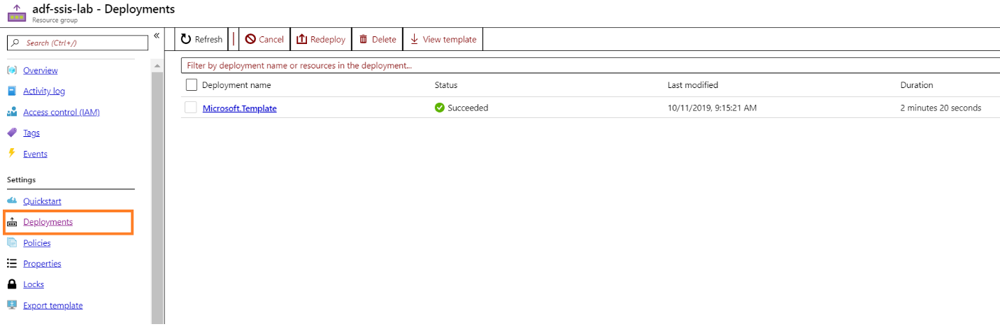 adf-ssis-lab - Deployments
Resource group
Search (Ctrl+/)
«
Refresh Cancel Redeploy Delete View template
Overview
Activity log
Access control (IAM)
Tags
Events
Settings
Quickstart
Deployments
Policies
Properties
Locks
Export template
Filter by deployment name or resources in the deployment...
Deployment name Status Last modified Duration
Microsoft.Template Succeeded 10/11/2019, 9:15:21 AM 2 minutes 20 seconds